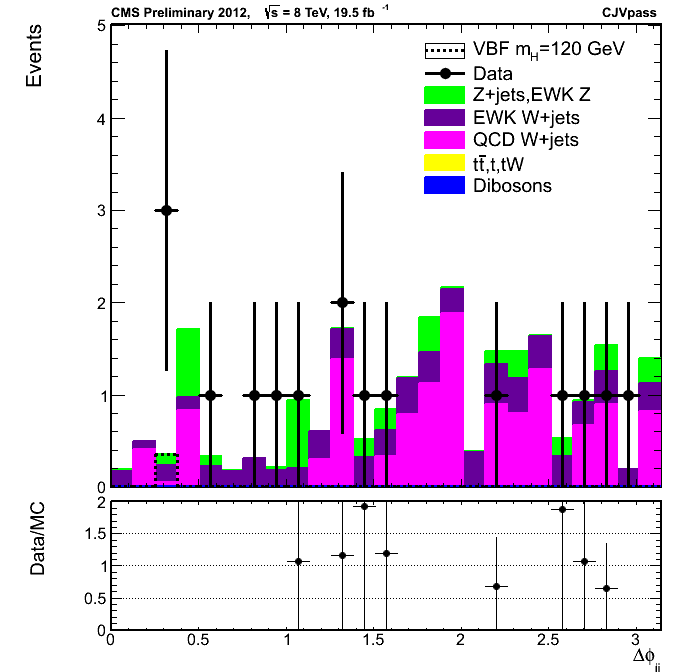 CMS Preliminary 2012, √s = 8 TeV, 19.5 fb⁻¹ CJVpass
Events
5
4
3
2
1
0
VBF m_H=120 GeV
Data
Z+jets,EWK Z
EWK W+jets
QCD W+jets
tt̅,t,tW
Dibosons
Data/MC
2
1.5
1
0.5
0
0 0.5 1 1.5 2 2.5 3
Δϕ_jj